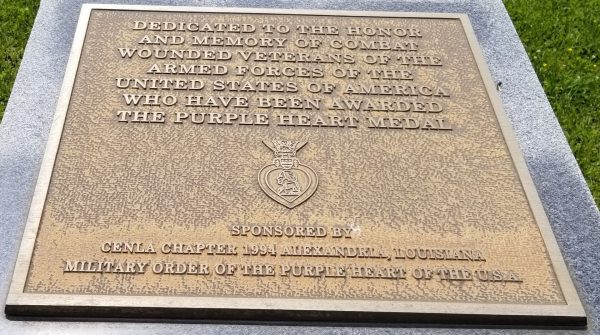 DEDICATED TO THE HONOR
AND MEMORY OF COMBAT
WOUNDED VETERANS OF THE
ARMED FORCES OF THE
UNITED STATES OF AMERICA
WHO HAVE BEEN AWARDED
THE PURPLE HEART MEDAL
SPONSORED BY
CENLA CHAPTER 1994 ALEXANDRIA, LOUISIANA
MILITARY ORDER OF THE PURPLE HEART OF THE U.S.A.